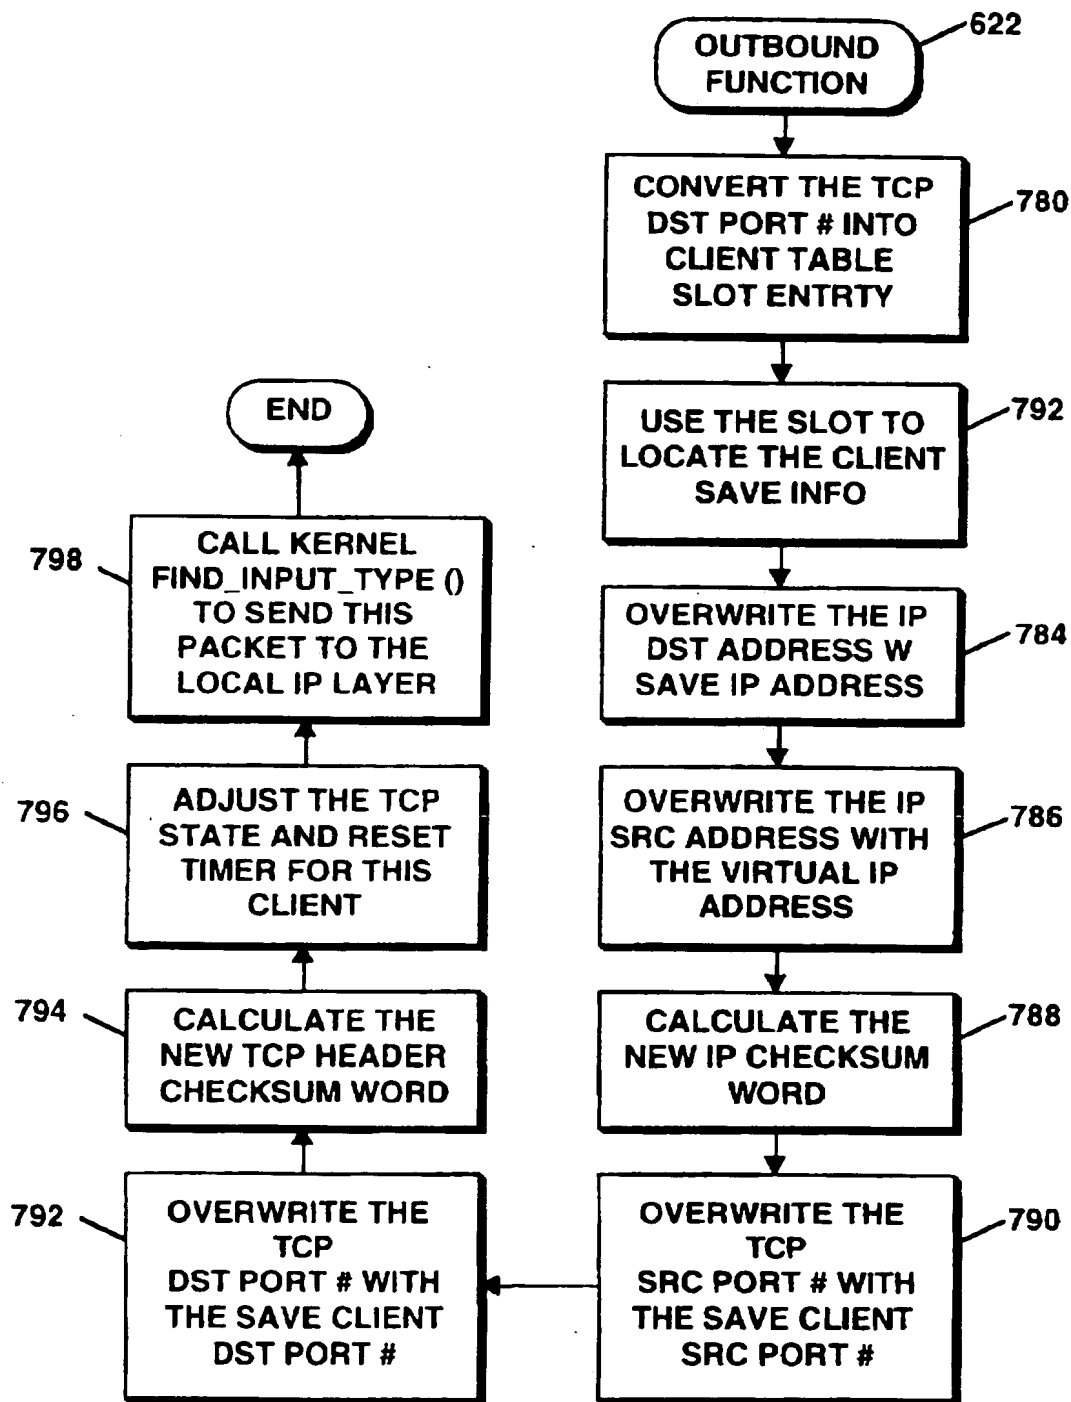 622
OUTBOUND
FUNCTION
780
CONVERT THE TCP
DST PORT # INTO
CLIENT TABLE
SLOT ENTRTY
792
USE THE SLOT TO
LOCATE THE CLIENT
SAVE INFO
784
OVERWRITE THE IP
DST ADDRESS W
SAVE IP ADDRESS
786
OVERWRITE THE IP
SRC ADDRESS WITH
THE VIRTUAL IP
ADDRESS
788
CALCULATE THE
NEW IP CHECKSUM
WORD
790
OVERWRITE THE
TCP
SRC PORT # WITH
THE SAVE CLIENT
SRC PORT #
792
OVERWRITE THE
TCP
DST PORT # WITH
THE SAVE CLIENT
DST PORT #
794
CALCULATE THE
NEW TCP HEADER
CHECKSUM WORD
796
ADJUST THE TCP
STATE AND RESET
TIMER FOR THIS
CLIENT
798
CALL KERNEL
FIND_INPUT_TYPE ()
TO SEND THIS
PACKET TO THE
LOCAL IP LAYER
END